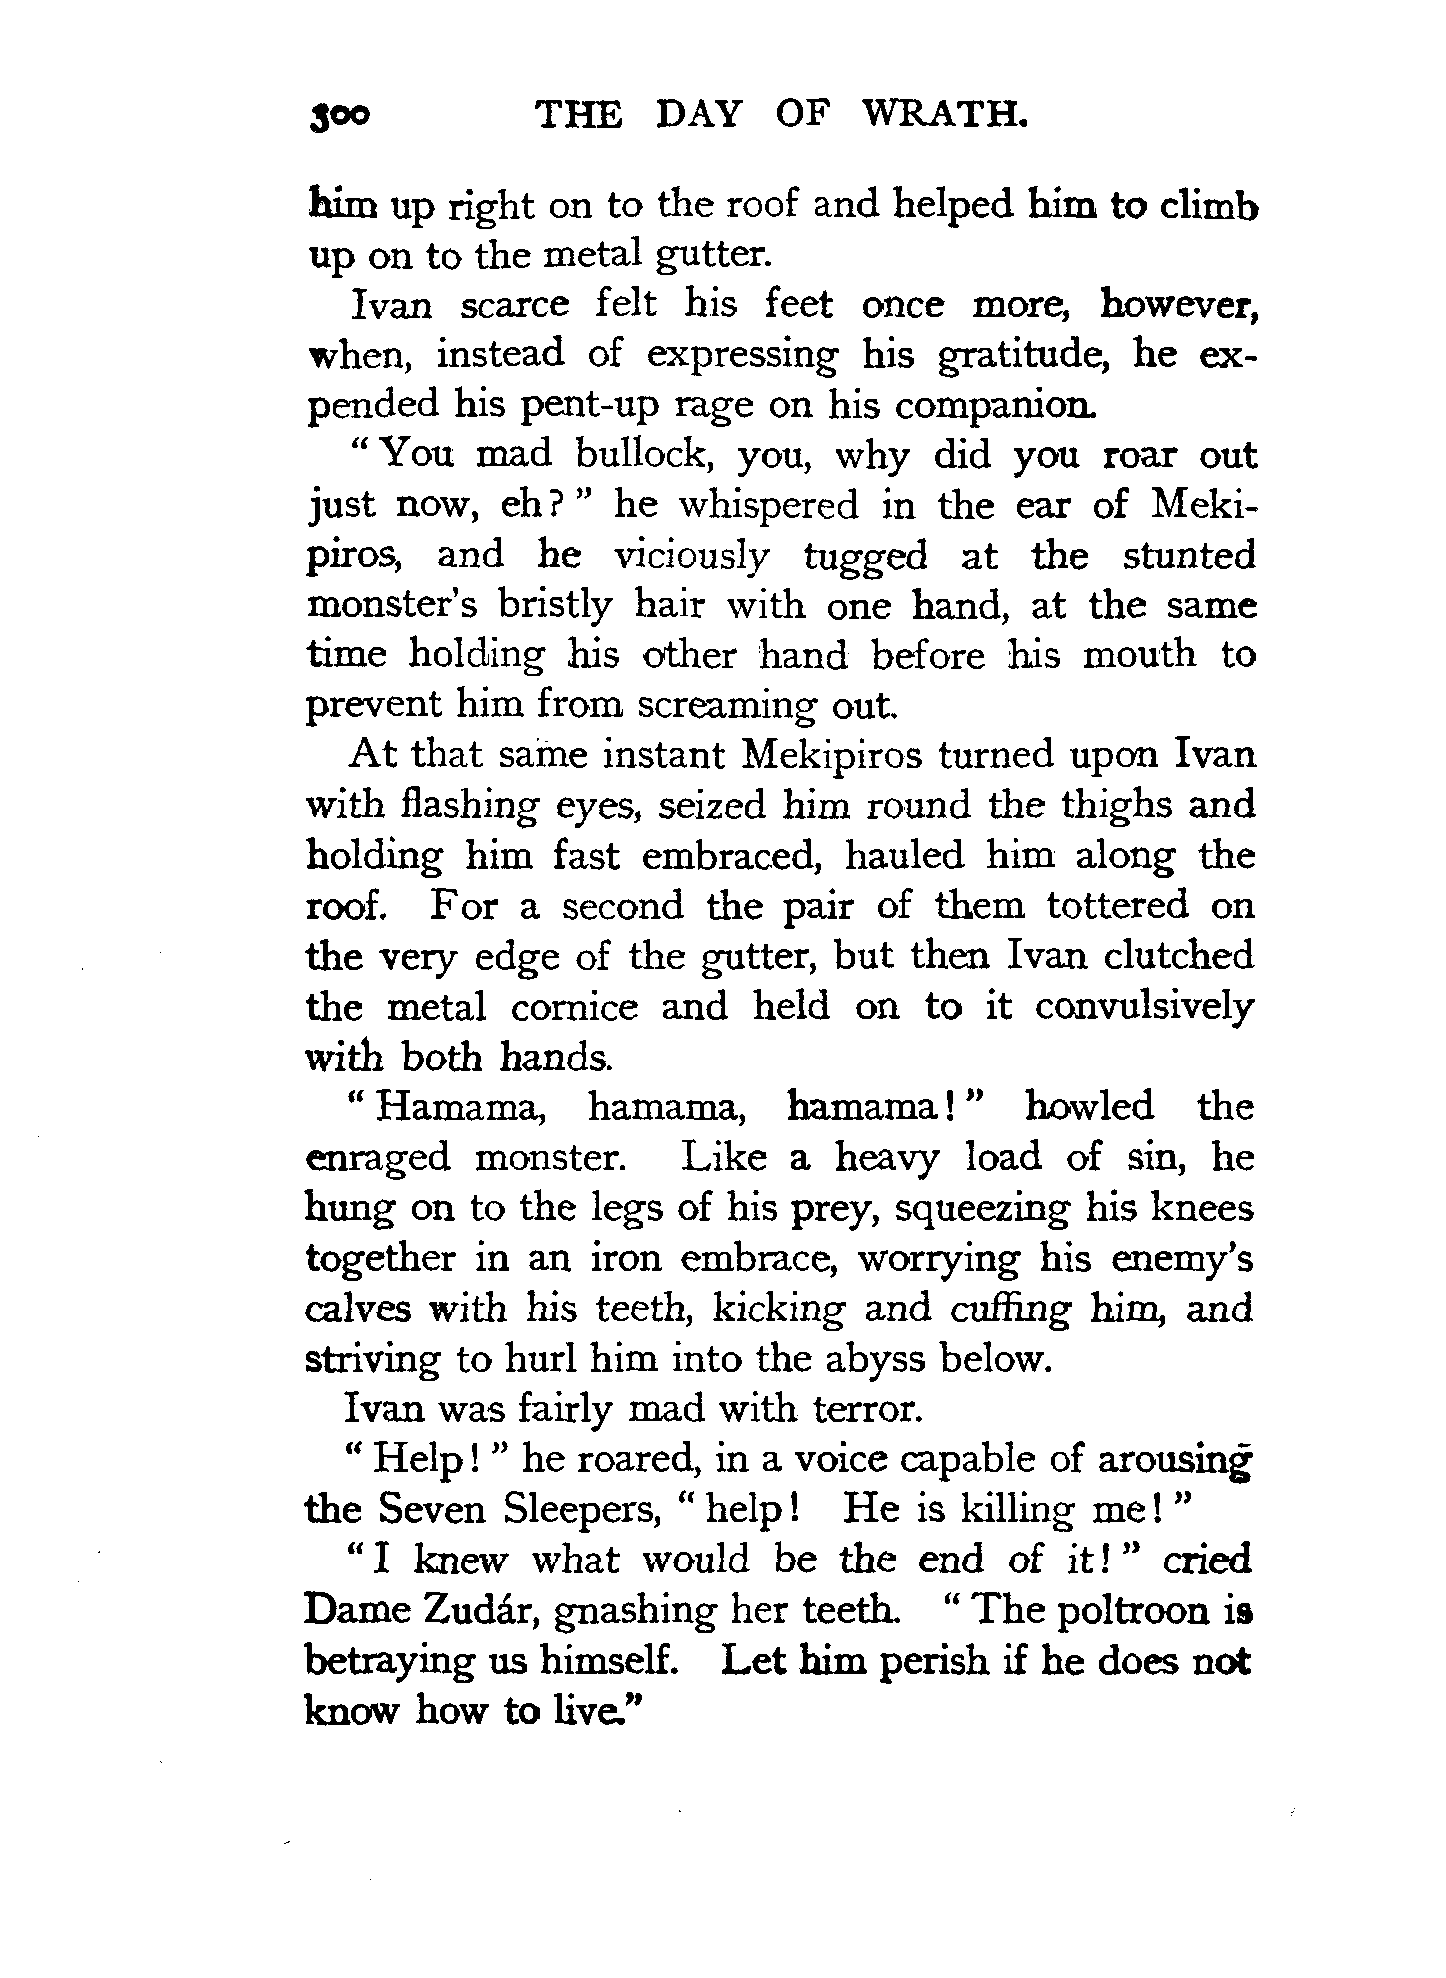 300 THE DAY OF WRATH.
him up right on to the roof and helped him to climb
up on to the metal gutter.
Ivan scarce felt his feet once more, however,
when, instead of expressing his gratitude, he ex-
pended his pent-up rage on his companion.
" You mad bullock, you, why did you roar out
just now, eh? " he whispered in the ear of Meki-
piros, and he viciously tugged at the stunted
monster's bristly hair with one hand, at the same
time holding his other hand before his mouth to
prevent him from screaming out.
At that same instant Mekipiros turned upon Ivan
with flashing eyes, seized him round the thighs and
holding him fast embraced, hauled him along the
roof. For a second the pair of them tottered on
the very edge of the gutter, but then Ivan clutched
the metal cornice and held on to it convulsively
with both hands.
" Hamama, hamama, hamama! " howled the
enraged monster. Like a heavy load of sin, he
hung on to the legs of his prey, squeezing his knees
together in an iron embrace, worrying his enemy's
calves with his teeth, kicking and cuffing him, and
striving to hurl him into the abyss below.
Ivan was fairly mad with terror.
" Help! " he roared, in a voice capable of arousing
the Seven Sleepers, " help! He is killing me! "
" I knew what would be the end of it! " cried
Dame Zudár, gnashing her teeth. " The poltroon is
betraying us himself. Let him perish if he does not
know how to live."